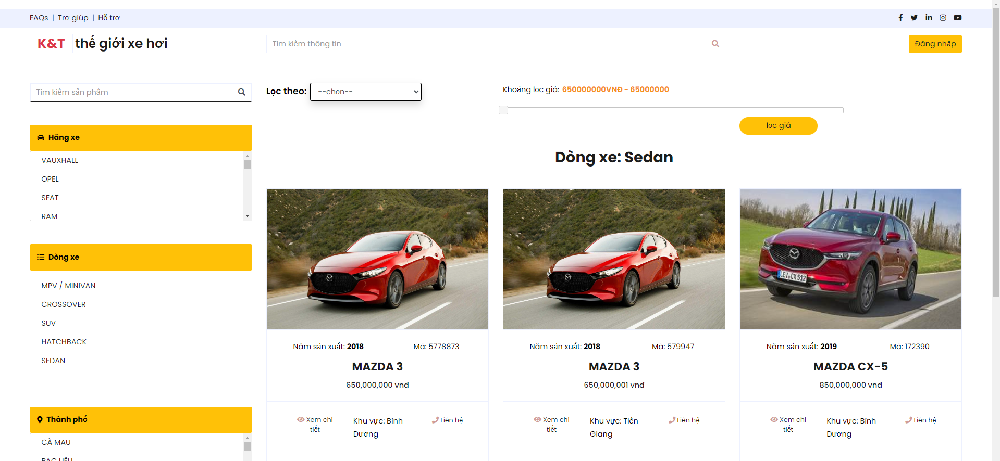 FAQs | Trợ giúp | Hỗ trợ
K&T thế giới xe hơi
Tìm kiếm thông tin
Đăng nhập
Tìm kiếm sản phẩm
Lọc theo: --chọn--
Khoảng lọc giá: 650000000VNĐ - 65000000
lọc giá
Hãng xe
VAUXHALL
OPEL
SEAT
RAM
Dòng xe
MPV / MINIVAN
CROSSOVER
SUV
HATCHBACK
SEDAN
Thành phố
CÀ MAU
BẠC LIÊU
Dòng xe: Sedan
Năm sản xuất: 2018 Mã: 5778873
MAZDA 3
650,000,000 vnđ
Xem chi tiết
Khu vực: Bình
Dương
Liên hệ
Năm sản xuất: 2018 Mã: 579947
MAZDA 3
650,000,001 vnđ
Xem chi
tiết
Khu vực: Tiền
Giang
Liên hệ
LEV CX 512
Năm sản xuất: 2019 Mã: 172390
MAZDA CX-5
850,000,000 vnđ
Xem chi
tiết
Khu vực: Bình
Dương
Liên hệ